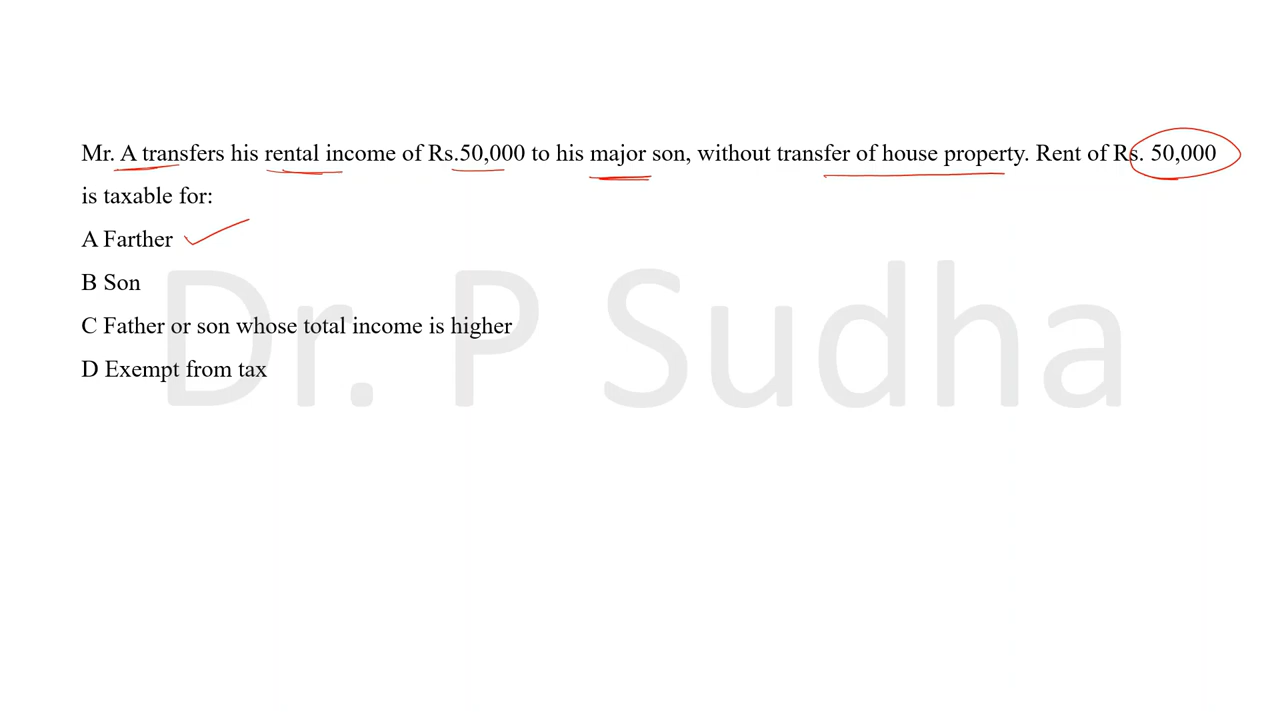 Mr. A transfers his rental income of Rs.50,000 to his major son, without transfer of house property. Rent of Rs. 50,000
is taxable for:
A Farther
B Son
C Father or son whose total income is higher
D Exempt from tax
Dr. P Sudha